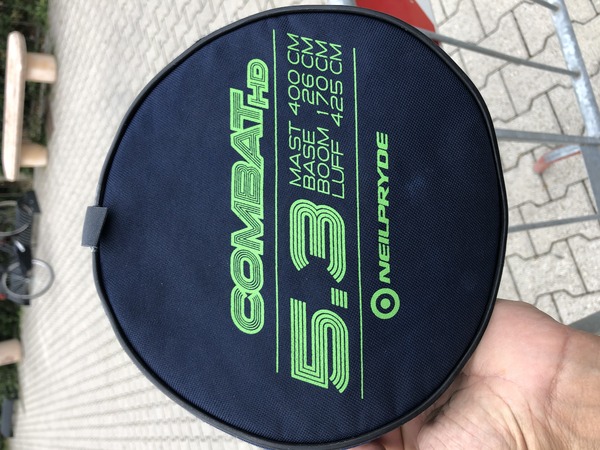 COMBAT HD
5.3
MAST 400 CM
BASE 26 CM
BOOM 170 CM
LUFF 425 CM
NEILPRYDE